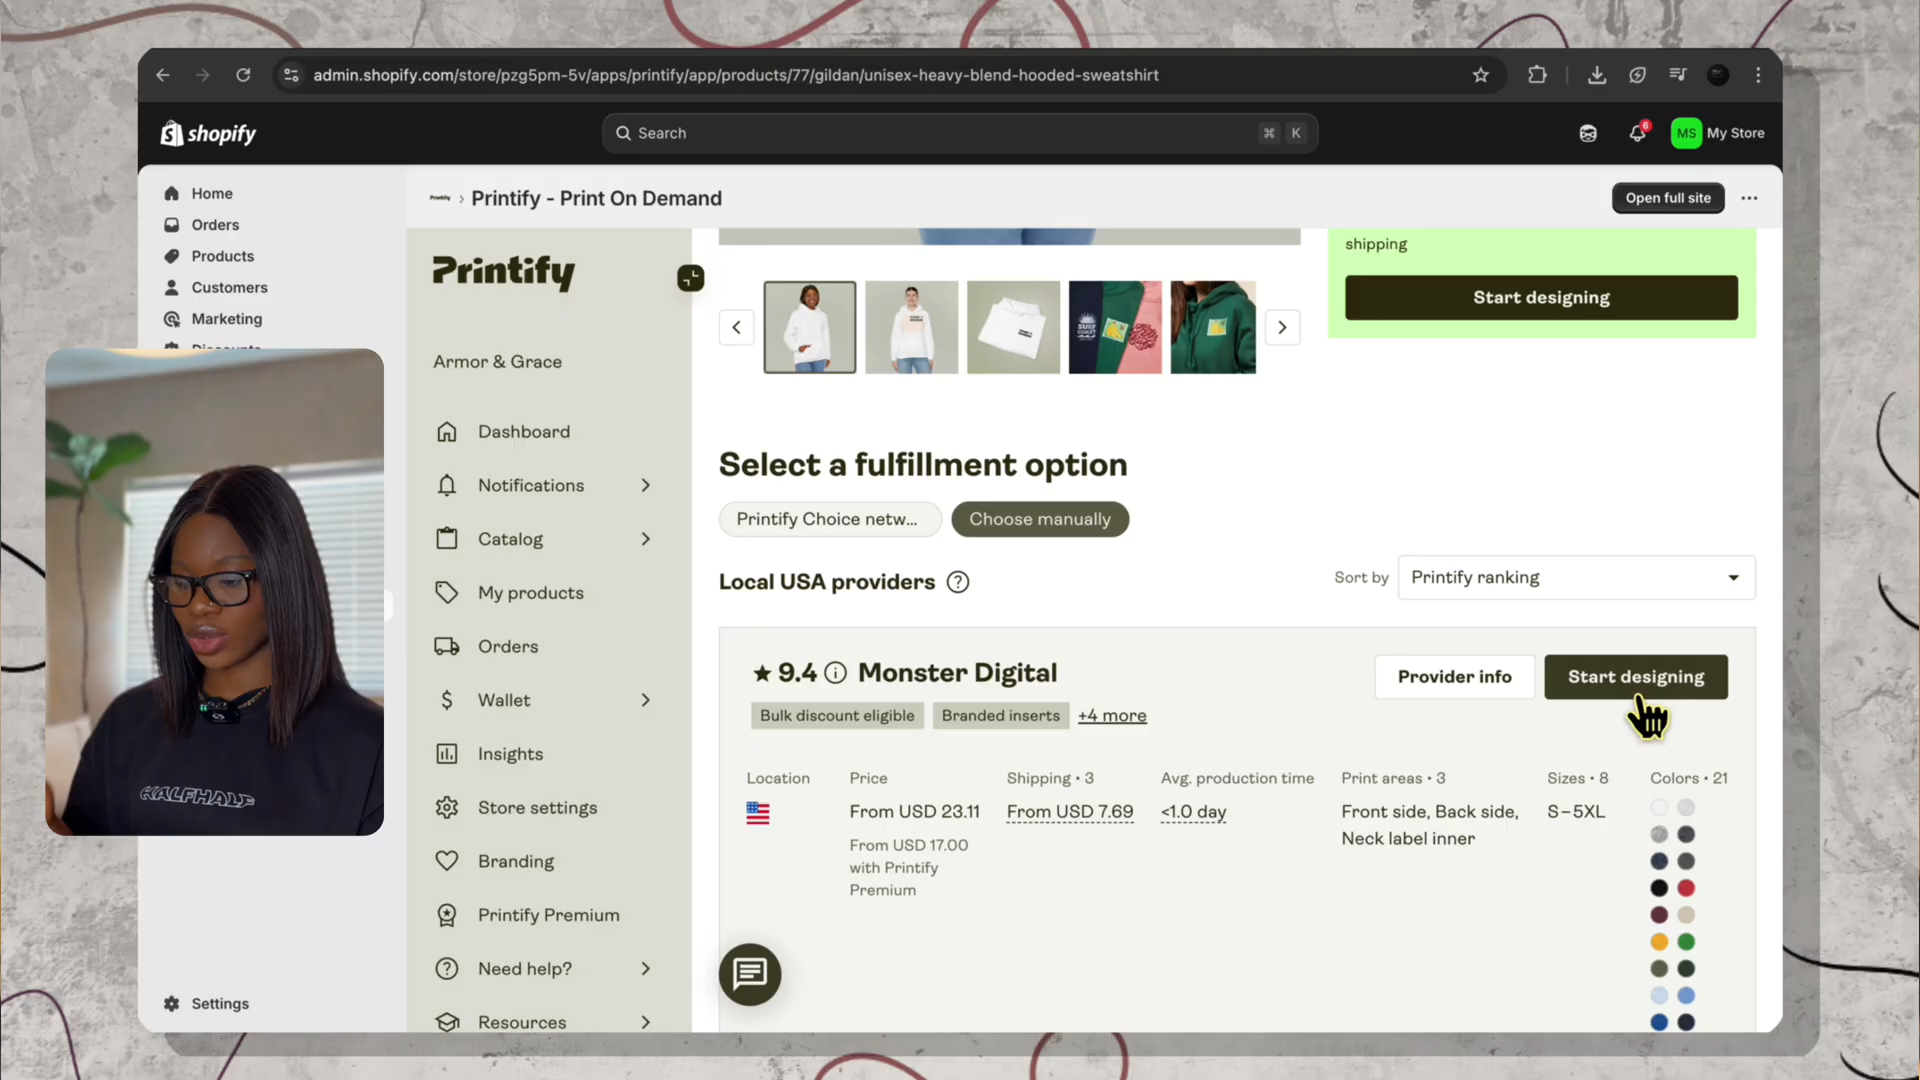 admin.shopify.com/store/pzg5pm-5v/apps/printify/app/products/77/gildan/unisex-heavy-blend-hooded-sweatshirt
shopify
Search
⌘ K
6
MS
My Store
Home
Orders
Products
Customers
Marketing
Settings
Printify
Printify - Print On Demand
Open full site
Printify
Armor & Grace
Dashboard
Notifications
Catalog
My products
Orders
Wallet
Insights
Store settings
Branding
Printify Premium
Need help?
Resources
shipping
Start designing
Select a fulfillment option
Printify Choice netw...
Choose manually
Local USA providers
Sort by
Printify ranking
9.4 Monster Digital
Provider info
Start designing
Bulk discount eligible
Branded inserts
+4 more
Location
Price
Shipping • 3
Avg. production time
Print areas • 3
Sizes • 8
Colors • 21
From USD 23.11
From USD 7.69
<1.0 day
Front side, Back side,
S–5XL
Neck label inner
From USD 17.00
with Printify
Premium
HALFHALF